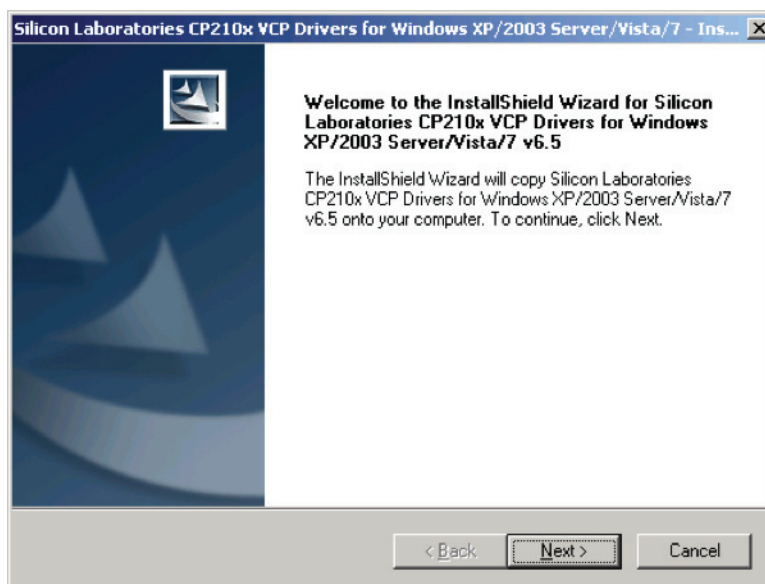 Silicon Laboratories CP210x VCP Drivers for Windows XP/2003 Server/Vista/7 - Ins...
Welcome to the InstallShield Wizard for Silicon
Laboratories CP210x VCP Drivers for Windows
XP/2003 Server/Vista/7 v6.5
The InstallShield Wizard will copy Silicon Laboratories
CP210x VCP Drivers for Windows XP/2003 Server/Vista/7
v6.5 onto your computer. To continue, click Next.
< Back Next > Cancel